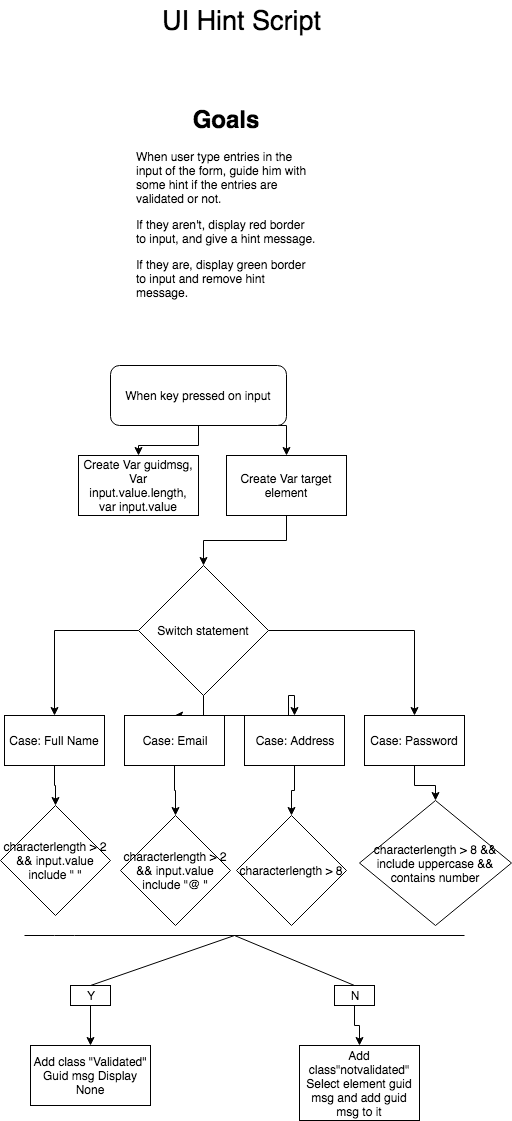 UI Hint Script
Goals
When user type entries in the
input of the form, guide him with
some hint if the entries are
validated or not.
If they aren't, display red border
to input, and give a hint message.
If they are, display green border
to input and remove hint
message.
When key pressed on input
Create Var guidmsg,
Var
input.value.length,
var input.value
Create Var target
element
Switch statement
Case: Full Name
Case: Email
Case: Address
Case: Password
characterlength > 2
&& input.value
include " "
characterlength > 2
&& input.value
include "@ "
characterlength > 8
characterlength > 8 &&
include uppercase &&
contains number
Y
N
Add class "Validated"
Guid msg Display
None
Add
class"notvalidated"
Select element guid
msg and add guid
msg to it